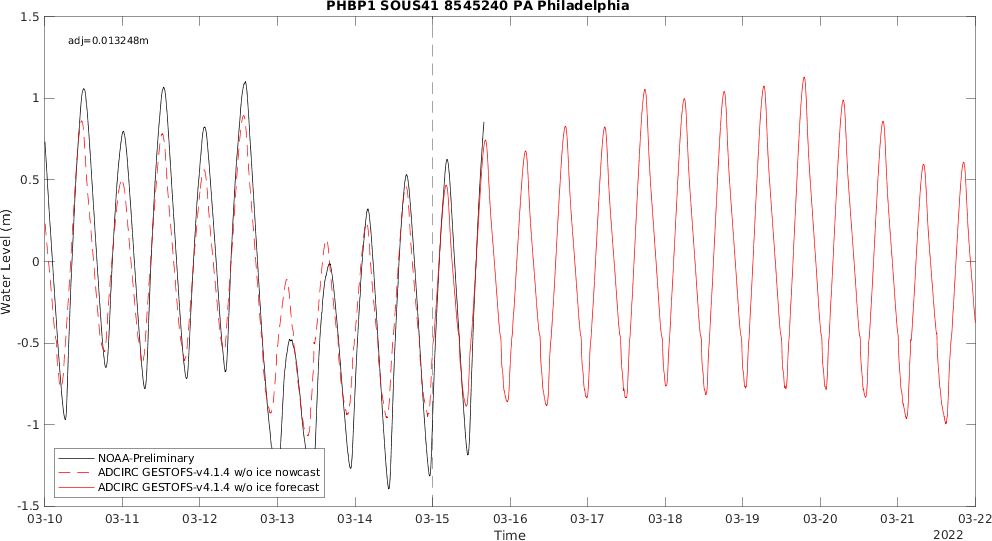 PHBP1 SOUS41 8545240 PA Philadelphia
1.5
adj=0.013248m
1
0.5
0
-0.5
-1
-1.5
Water Level (m)
NOAA-Preliminary
ADCIRC GESTOFS-v4.1.4 w/o ice nowcast
ADCIRC GESTOFS-v4.1.4 w/o ice forecast
03-10 03-11 03-12 03-13 03-14 03-15 03-16 03-17 03-18 03-19 03-20 03-21 03-22
Time
2022